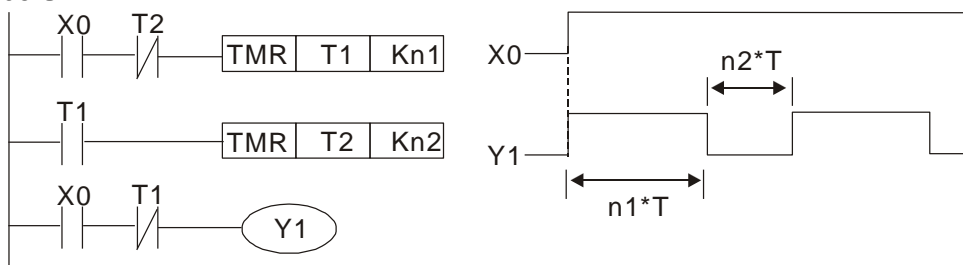 X0 T2
TMR T1 Kn1
T1
TMR T2 Kn2
X0 T1
Y1
X0
n2*T
Y1
n1*T